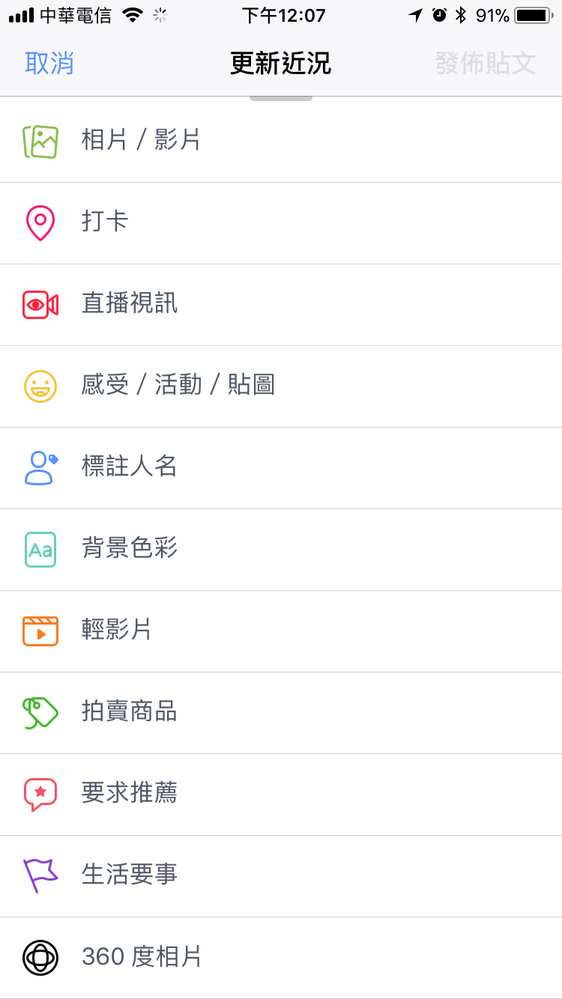 中華電信 下午12:07 91%
取消 更新近況 發佈貼文
相片 / 影片
打卡
直播視訊
感受 / 活動 / 貼圖
標註人名
Aa 背景色彩
輕影片
拍賣商品
要求推薦
生活要事
360 度相片